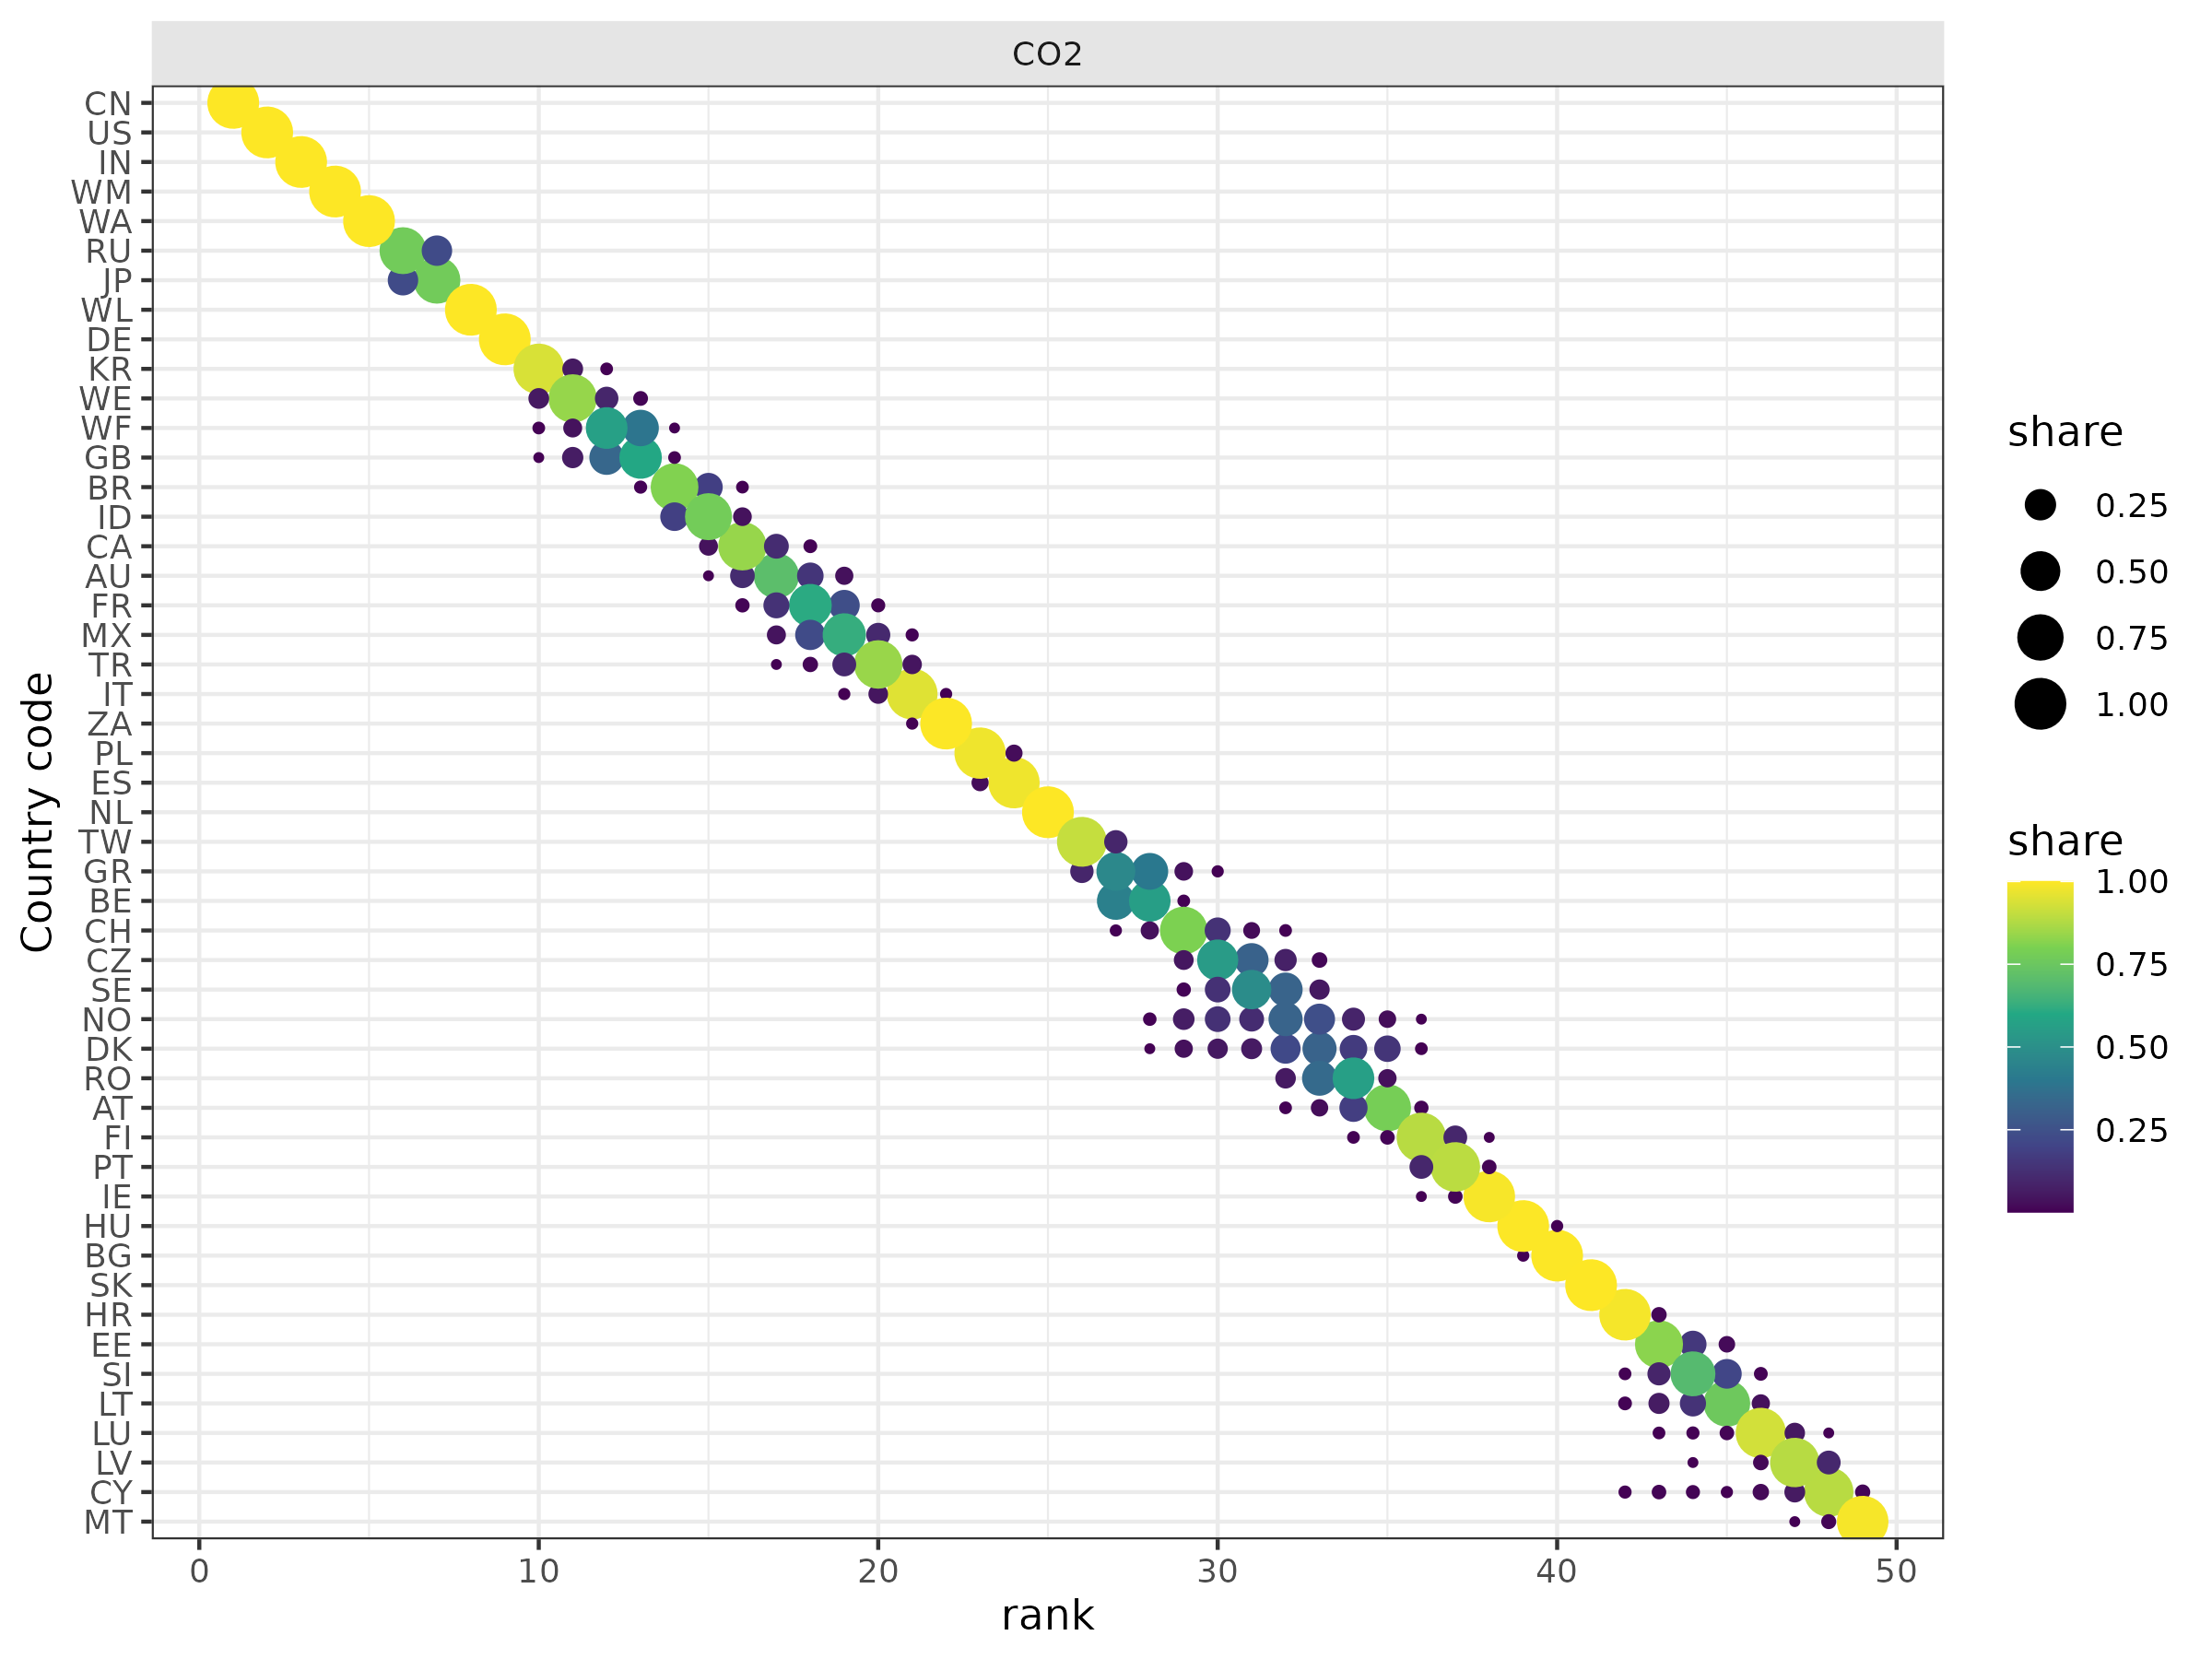 CO2
CN
US
IN
WM
WA
RU
JP
WL
DE
KR
WE
WF
GB
BR
ID
CA
AU
FR
MX
TR
IT
ZA
PL
ES
NL
TW
GR
BE
CH
CZ
SE
NO
DK
RO
AT
FI
PT
IE
HU
BG
SK
HR
EE
SI
LT
LU
LV
CY
MT
Country code
0 10 20 30 40 50
rank
share
0.25
0.50
0.75
1.00
share
1.00
0.75
0.50
0.25